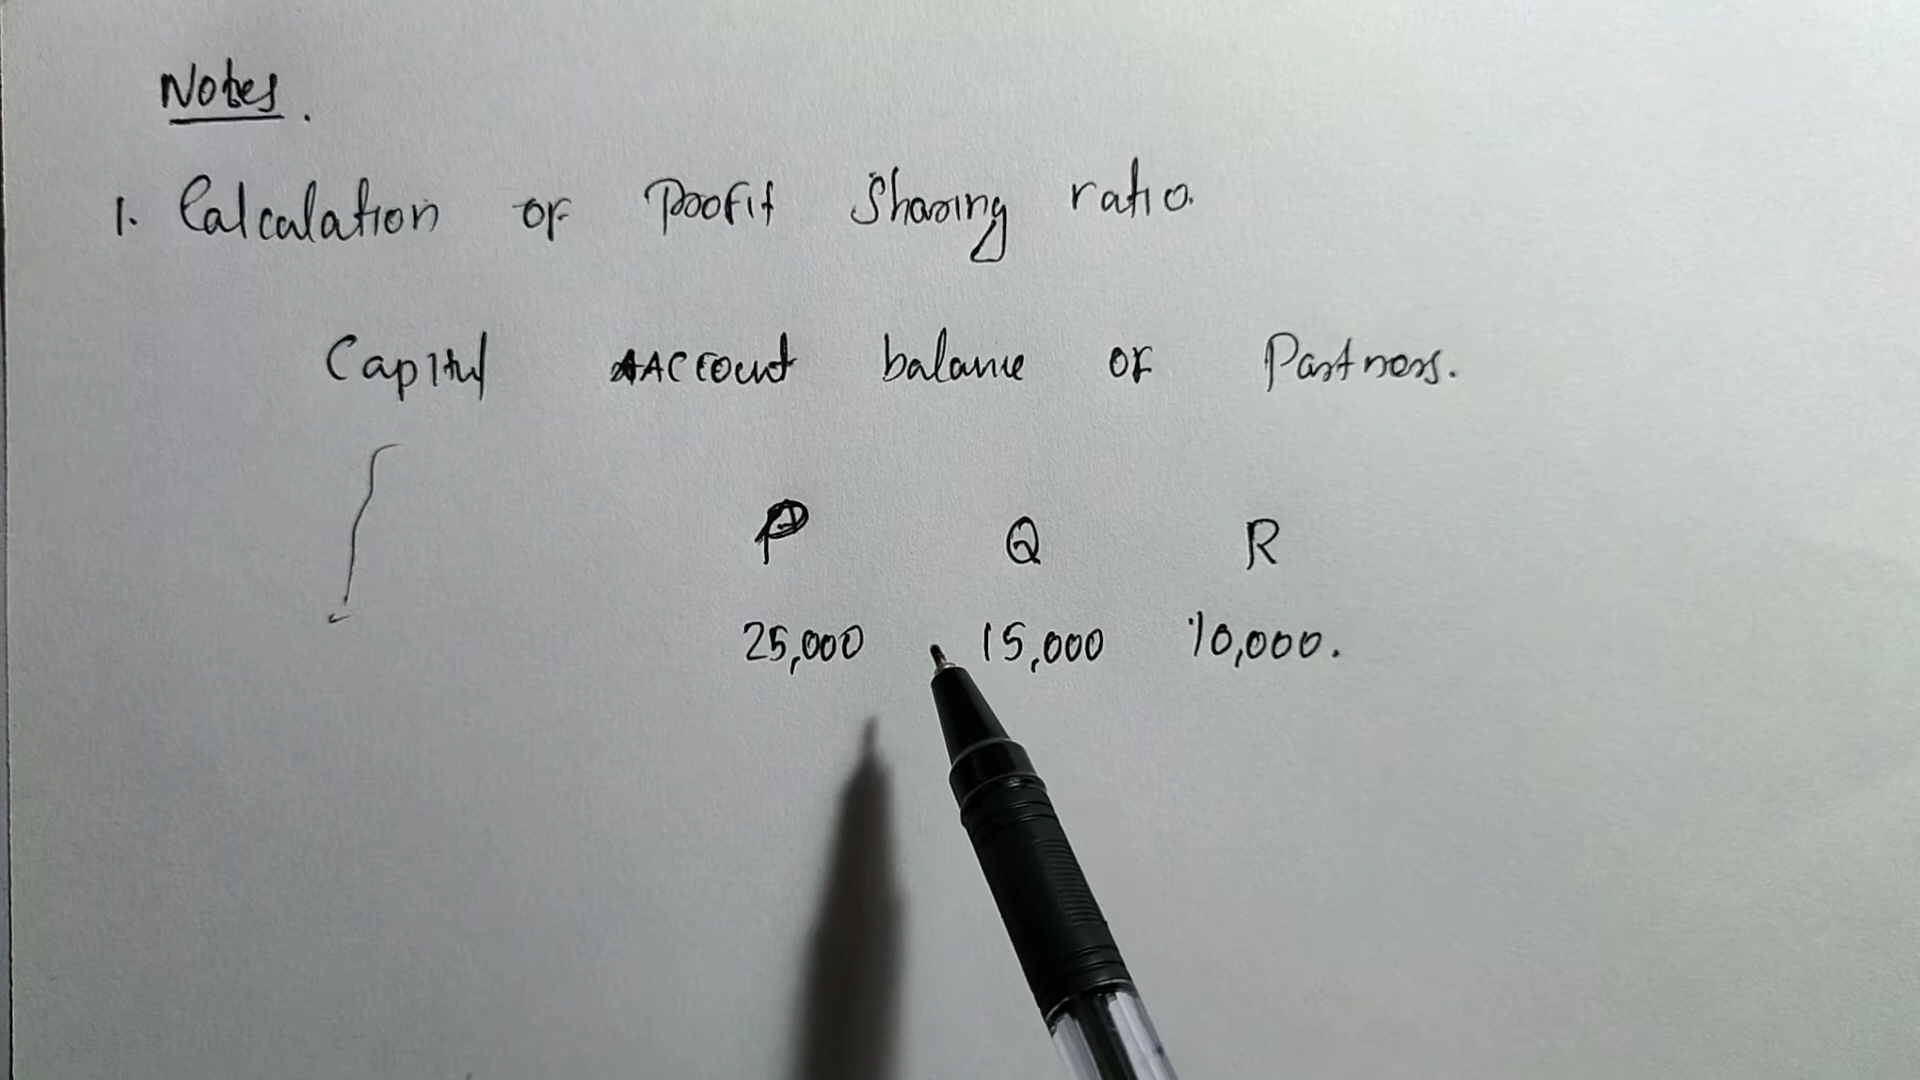 Notes.
1. Calculation of Profit Sharing ratio.
Capital Account balance of Partners.
P Q R
25,000 15,000 10,000.